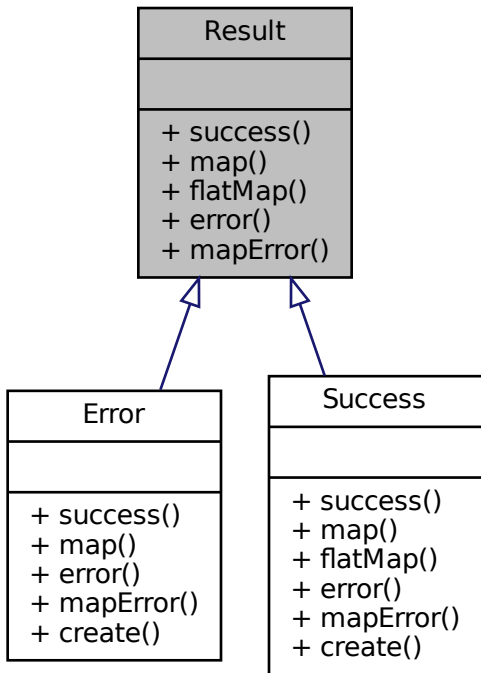 Result
+ success()
+ map()
+ flatMap()
+ error()
+ mapError()
Error
+ success()
+ map()
+ error()
+ mapError()
+ create()
Success
+ success()
+ map()
+ flatMap()
+ error()
+ mapError()
+ create()